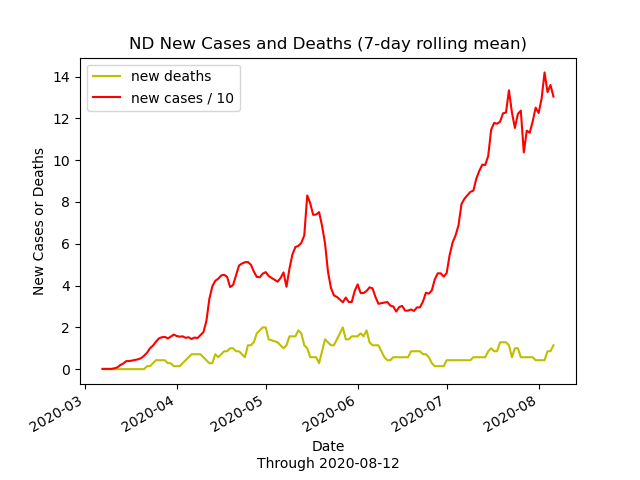 ND New Cases and Deaths (7-day rolling mean)
new deaths
new cases / 10
New Cases or Deaths
14
12
10
8
6
4
2
0
2020-03
2020-04
2020-05
2020-06
2020-07
2020-08
Date
Through 2020-08-12